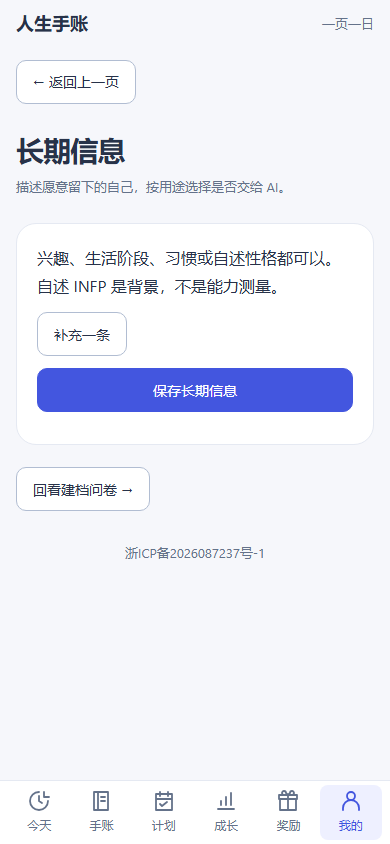 人生手账
一页一日
← 返回上一页
长期信息
描述愿意留下的自己，按用途选择是否交给 AI。
兴趣、生活阶段、习惯或自述性格都可以。
自述 INFP 是背景，不是能力测量。
补充一条
保存长期信息
回看建档问卷 →
浙ICP备2026087237号-1
今天
手账
计划
成长
奖励
我的